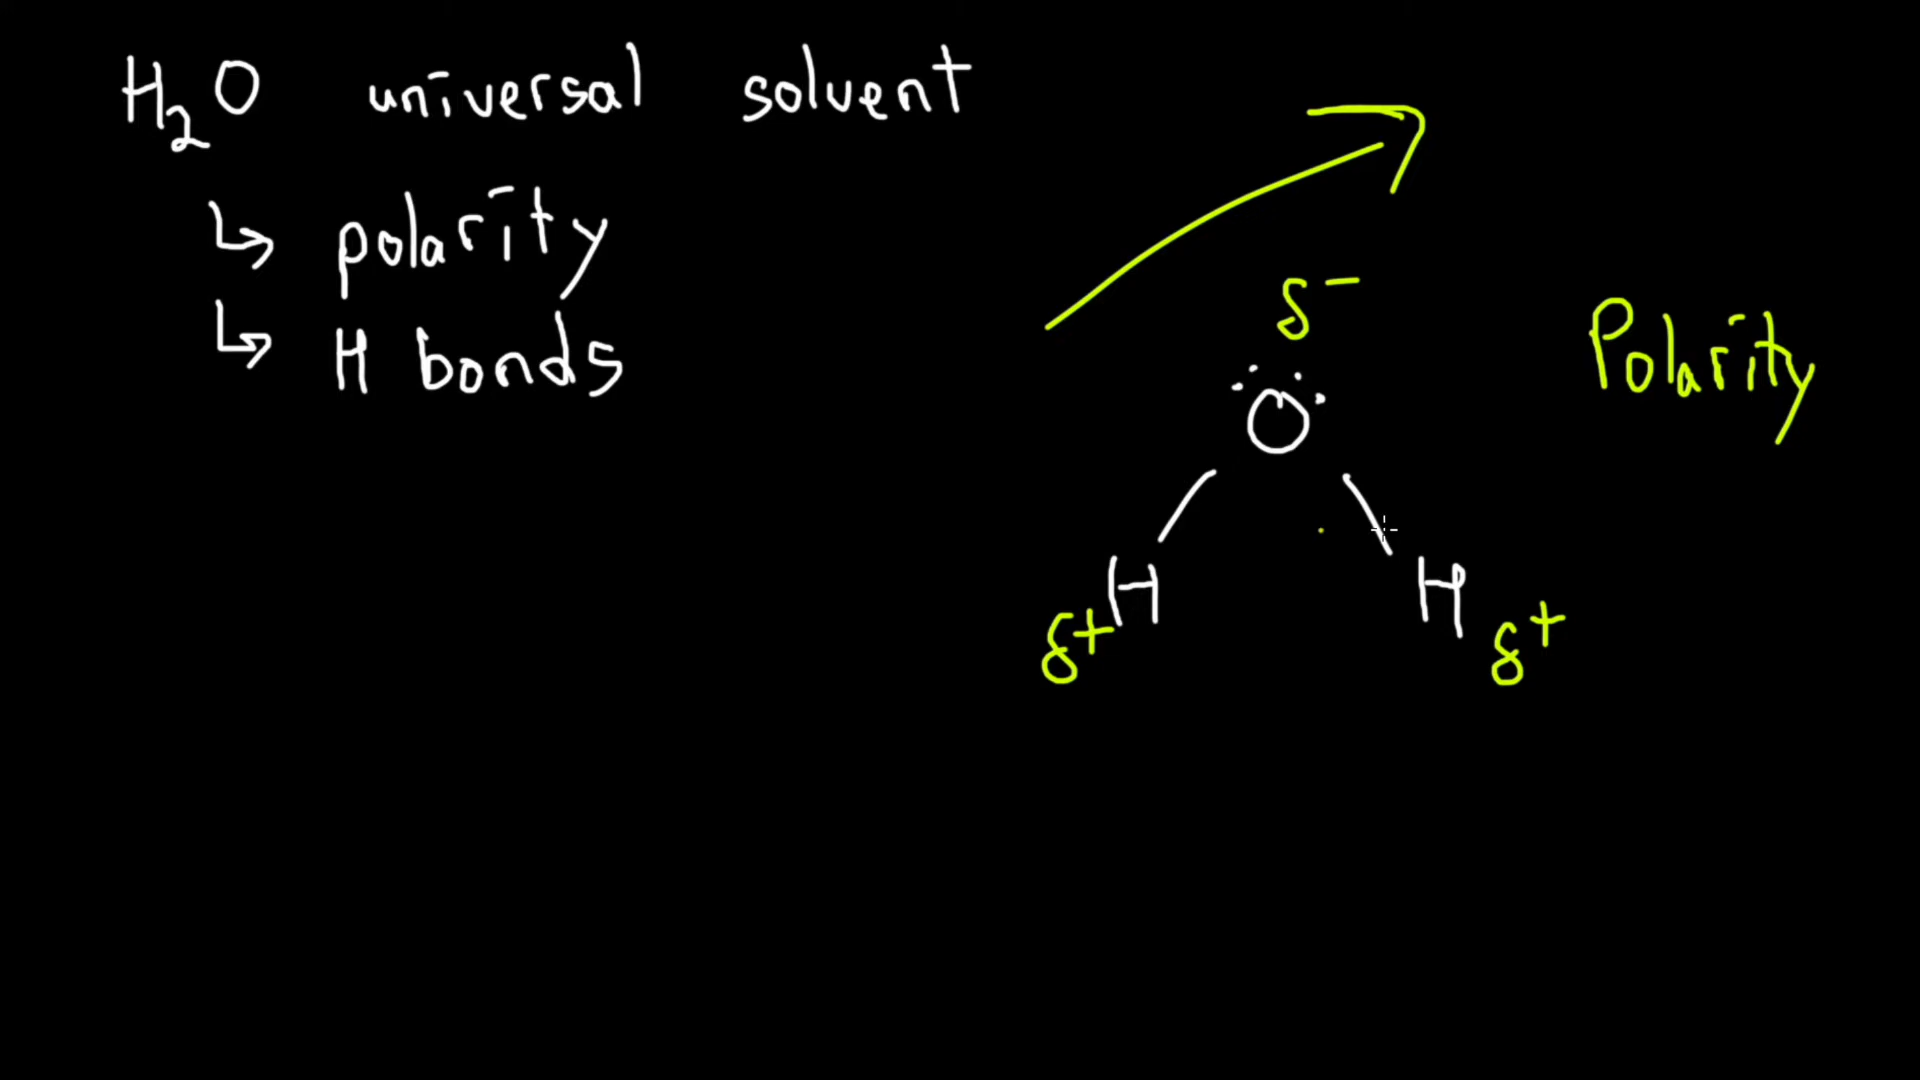 H₂O universal solvent
↳ polarity
↳ H bonds
δ⁻
Polarity
O
H H
δ⁺ δ⁺